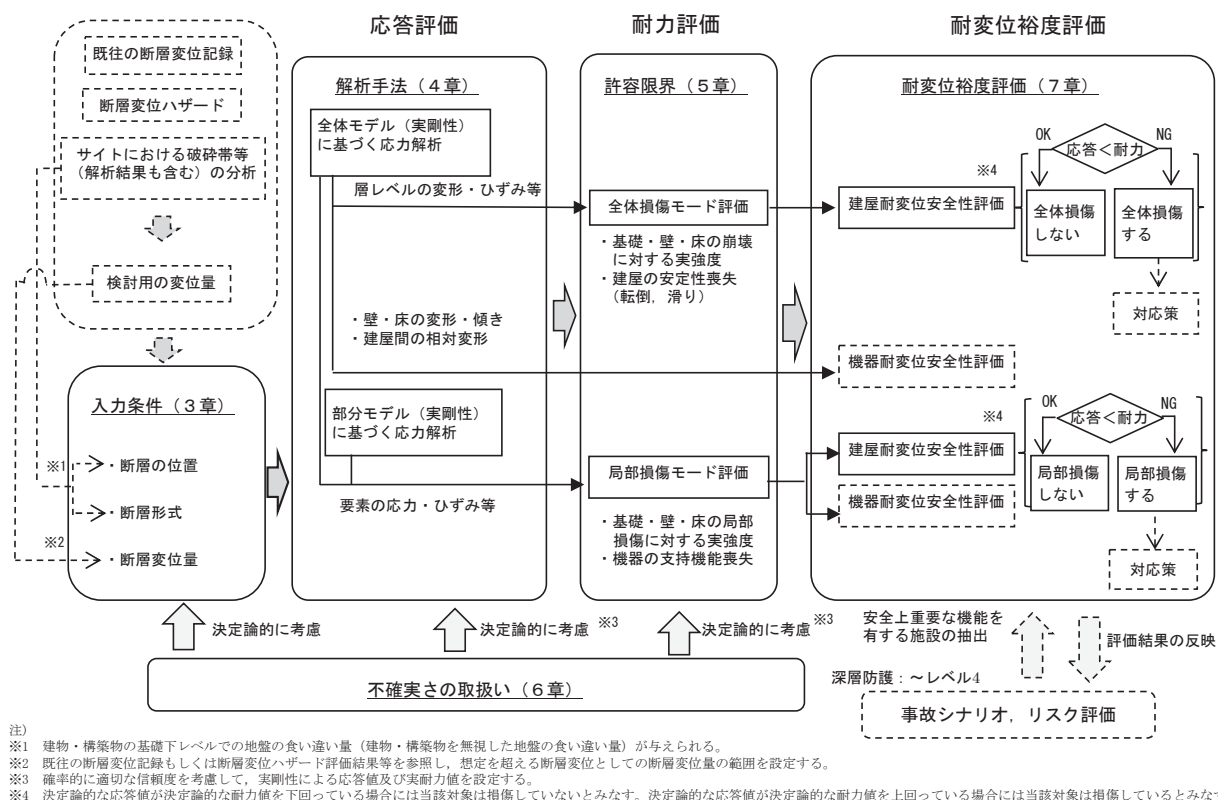 応答評価
耐力評価
耐変位裕度評価
既往の断層変位記録
断層変位ハザード
サイトにおける破砕帯等
(解析結果も含む)の分析
検討用の変位量
入力条件(3章)
※1
・断層の位置
・断層形式
※2
・断層変位量
解析手法(4章)
全体モデル(実剛性)
に基づく応力解析
層レベルの変形・ひずみ等
・壁・床の変形・傾き
・建屋間の相対変形
部分モデル(実剛性)
に基づく応力解析
要素の応力・ひずみ等
許容限界(5章)
全体損傷モード評価
・基礎・壁・床の崩壊
に対する実強度
・建屋の安定性喪失
(転倒,滑り)
局部損傷モード評価
・基礎・壁・床の局部
損傷に対する実強度
・機器の支持機能喪失
耐変位裕度評価(7章)
OK
NG
応答<耐力
※4
建屋耐変位安全性評価
全体損傷
しない
全体損傷
する
対応策
機器耐変位安全性評価
OK
NG
応答<耐力
※4
建屋耐変位安全性評価
機器耐変位安全性評価
局部損傷
しない
局部損傷
する
対応策
決定論的に考慮
決定論的に考慮 ※3
決定論的に考慮 ※3
安全上重要な機能を
有する施設の抽出
評価結果の反映
不確実さの取扱い(6章)
深層防護:~レベル4
事故シナリオ,リスク評価
注)
※1 建物・構築物の基礎下レベルでの地盤の食い違い量(建物・構築物を無視した地盤の食い違い量)が与えられる。
※2 既往の断層変位記録もしくは断層変位ハザード評価結果等を参照し,想定を超える断層変位としての断層変位量の範囲を設定する。
※3 確率的に適切な信頼度を考慮して,実剛性による応答値及び実耐力値を設定する。
※4 決定論的な応答値が決定論的な耐力値を下回っている場合には当該対象は損傷していないとみなす。決定論的な応答値が決定論的な耐力値を上回っている場合には当該対象は損傷しているとみなす